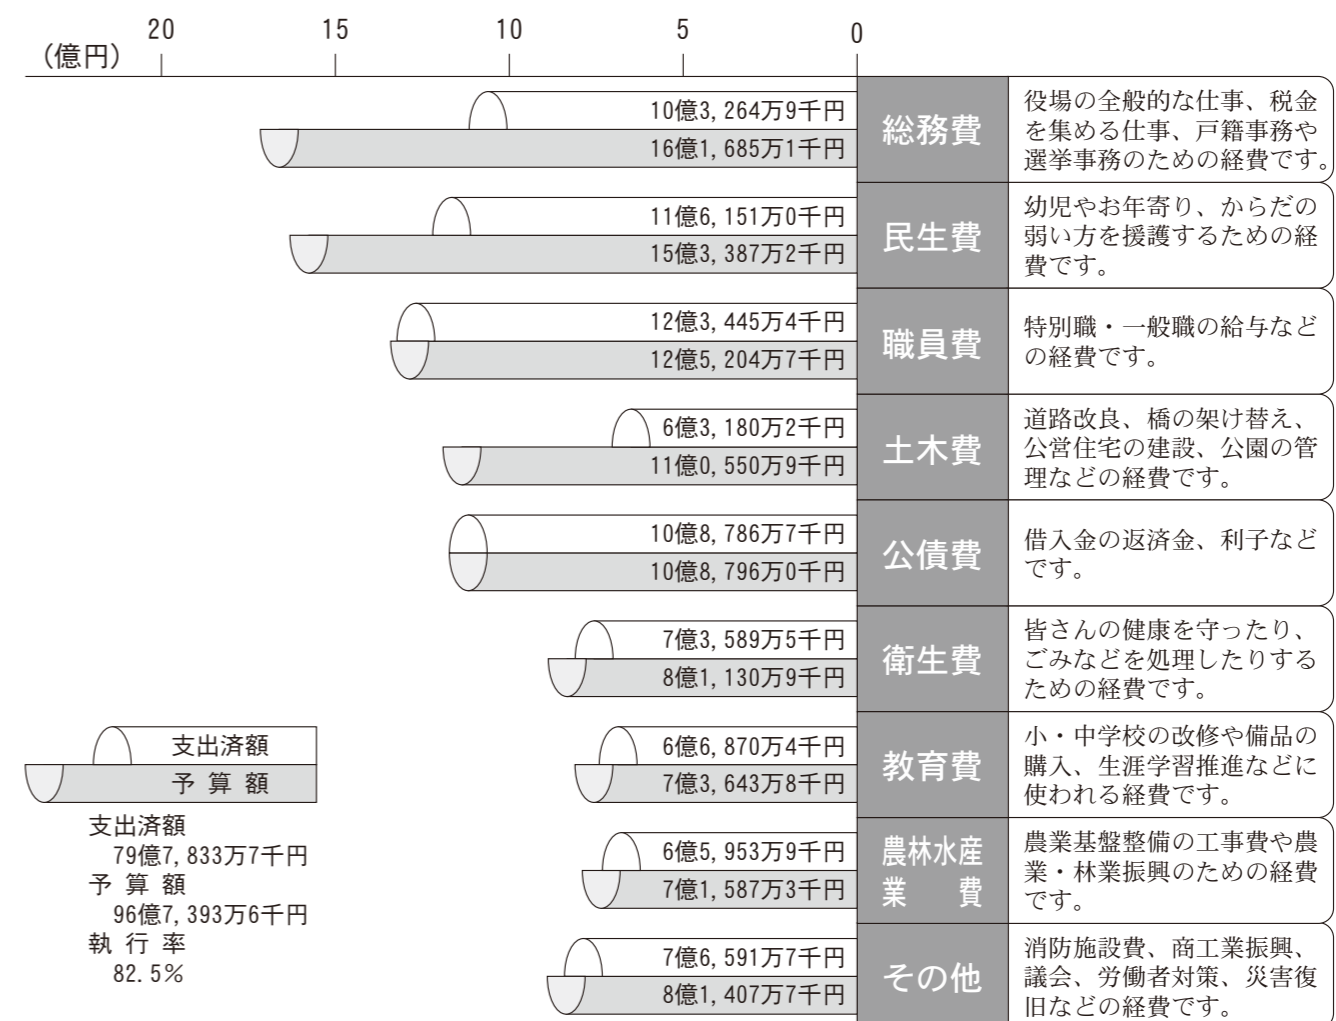 20 15 10 5 0
(億円)
10億3,264万9千円
16億1,685万1千円
総務費
役場の全般的な仕事、税金
を集める仕事、戸籍事務や
選挙事務のための経費です。
11億6,151万0千円
15億3,387万2千円
民生費
幼児やお年寄り、からだの
弱い方を援護するための経
費です。
12億3,445万4千円
12億5,204万7千円
職員費
特別職・一般職の給与など
の経費です。
6億3,180万2千円
11億0,550万9千円
土木費
道路改良、橋の架け替え、
公営住宅の建設、公園の管
理などの経費です。
10億8,786万7千円
10億8,796万0千円
公債費
借入金の返済金、利子など
です。
7億3,589万5千円
8億1,130万9千円
衛生費
皆さんの健康を守ったり、
ごみなどを処理したりする
ための経費です。
6億6,870万4千円
7億3,643万8千円
教育費
小・中学校の改修や備品の
購入、生涯学習推進などに
使われる経費です。
6億5,953万9千円
7億1,587万3千円
農林水産
業費
農業基盤整備の工事費や農
業・林業振興のための経費
です。
7億6,591万7千円
8億1,407万7千円
その他
消防施設費、商工業振興、
議会、労働者対策、災害復
旧などの経費です。
支出済額
予算額
支出済額
79億7,833万7千円
予算額
96億7,393万6千円
執行率
82.5%